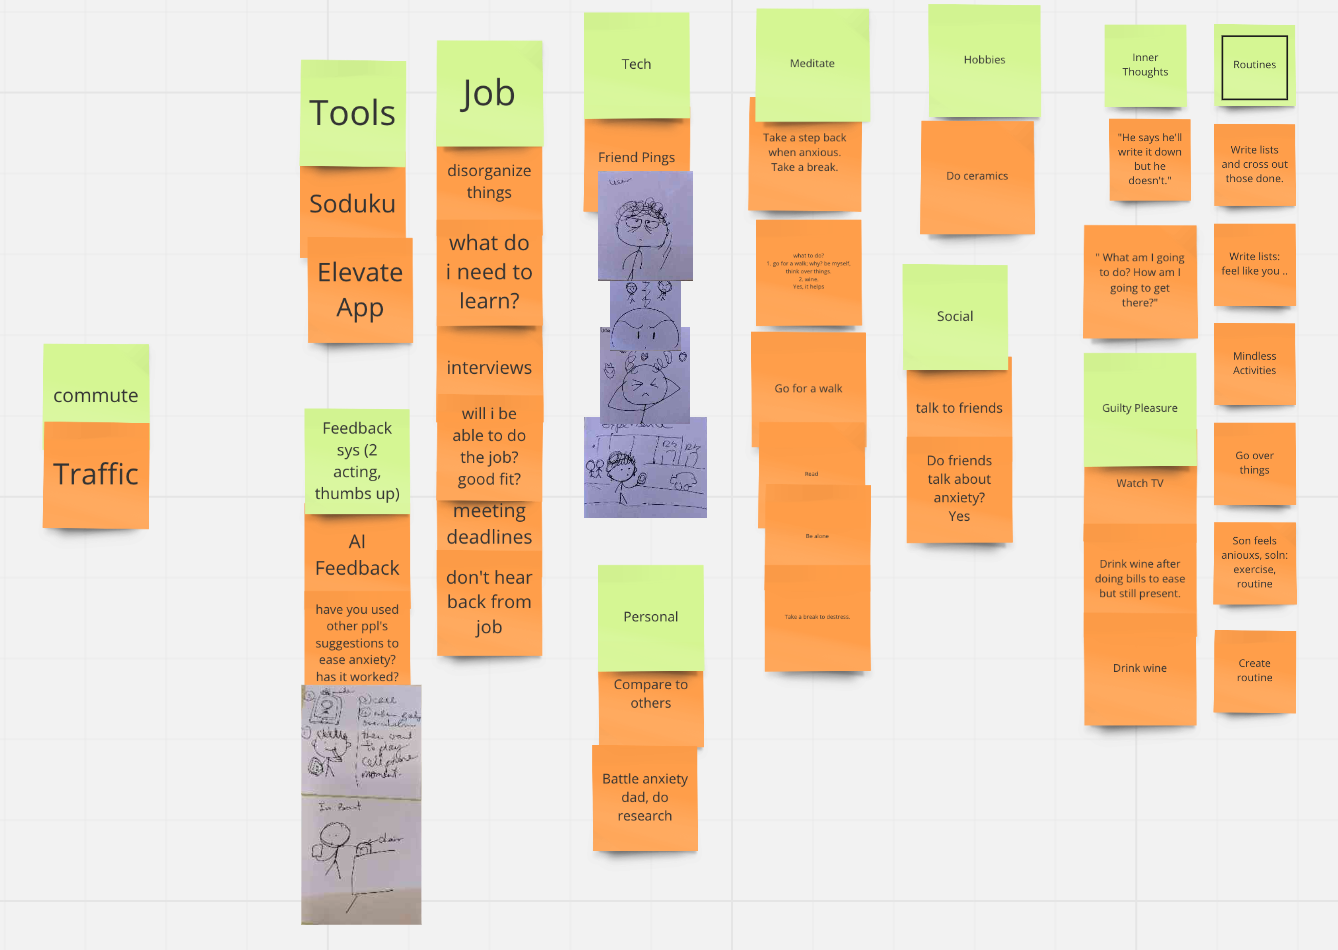 commute
Traffic
Tools
Soduku
Elevate
App
Feedback
sys (2
acting,
thumbs up)
AI
Feedback
have you used
other ppl's
suggestions to
ease anxiety?
has it worked?
Job
disorganize
things
what do
i need to
learn?
interviews
will i be
able to do
the job?
good fit?
meeting
deadlines
don't hear
back from
job
Tech
Friend Pings
Experience
Personal
Compare to
others
Battle anxiety
dad, do
research
Meditate
Take a step back
when anxious.
Take a break.
what to do?
1. go for a walk; why? be myself,
think over things.
2. wine.
Yes, it helps
Go for a walk
Read
Be alone
Take a break to destress.
Hobbies
Do ceramics
Social
talk to friends
Do friends
talk about
anxiety?
Yes
Inner
Thoughts
"He says he'll
write it down
but he
doesn't."
" What am I going
to do? How am I
going to get
there?"
Guilty Pleasure
Watch TV
Drink wine after
doing bills to ease
but still present.
Drink wine
Routines
Write lists
and cross out
those done.
Write lists:
feel like you ..
Mindless
Activities
Go over
things
Son feels
aniouxs, soln:
exercise,
routine
Create
routine
then want
to play
cell phone
moment.